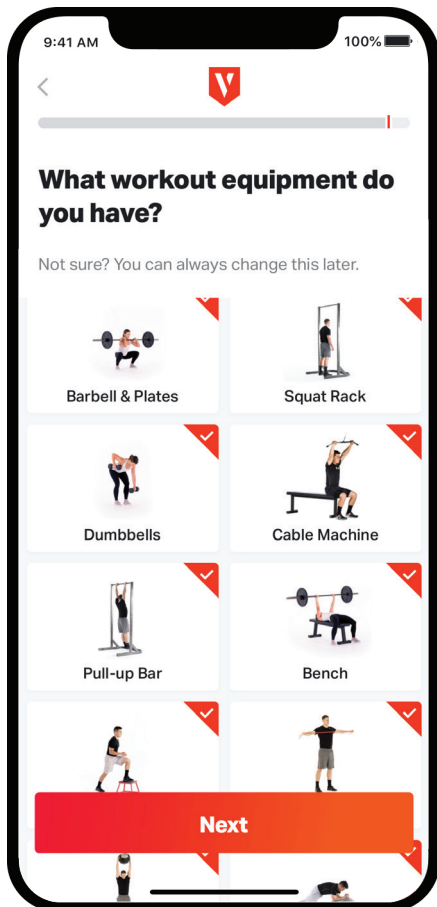 9:41 AM
100%
V
What workout equipment do
you have?
Not sure? You can always change this later.
Barbell & Plates
Squat Rack
Dumbbells
Cable Machine
Pull-up Bar
Bench
Next